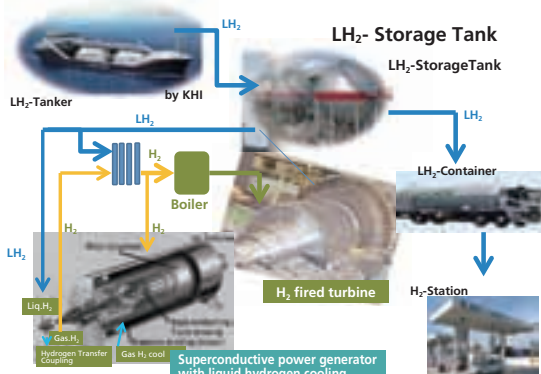 LH2
LH2- Storage Tank
LH2-StorageTank
LH2-Tanker
by KHI
LH2
LH2
H2
LH2-Container
Boiler
H2
H2
LH2
H2 fired turbine
H2-Station
Liq.H2
Gas.H2
Hydrogen Transfer
Coupling
Gas H2 cool
Superconductive power generator
with liquid hydrogen cooling